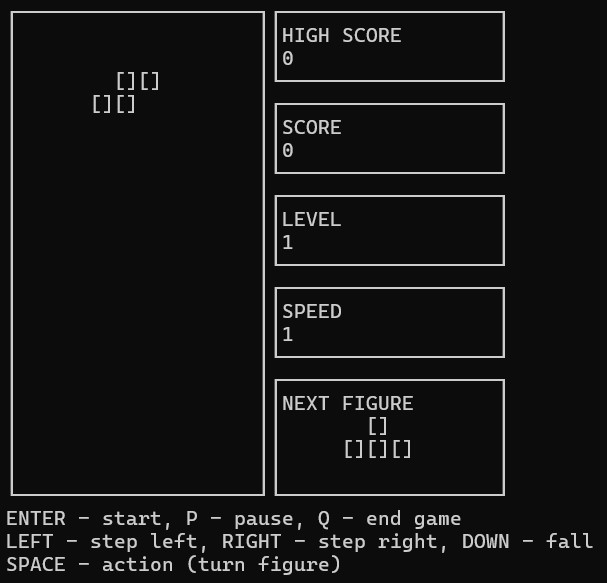 HIGH SCORE
0
[][]
[][]
SCORE
0
LEVEL
1
SPEED
1
NEXT FIGURE
[]
[][][]
ENTER – start, P – pause, Q – end game
LEFT – step left, RIGHT – step right, DOWN – fall
SPACE – action (turn figure)